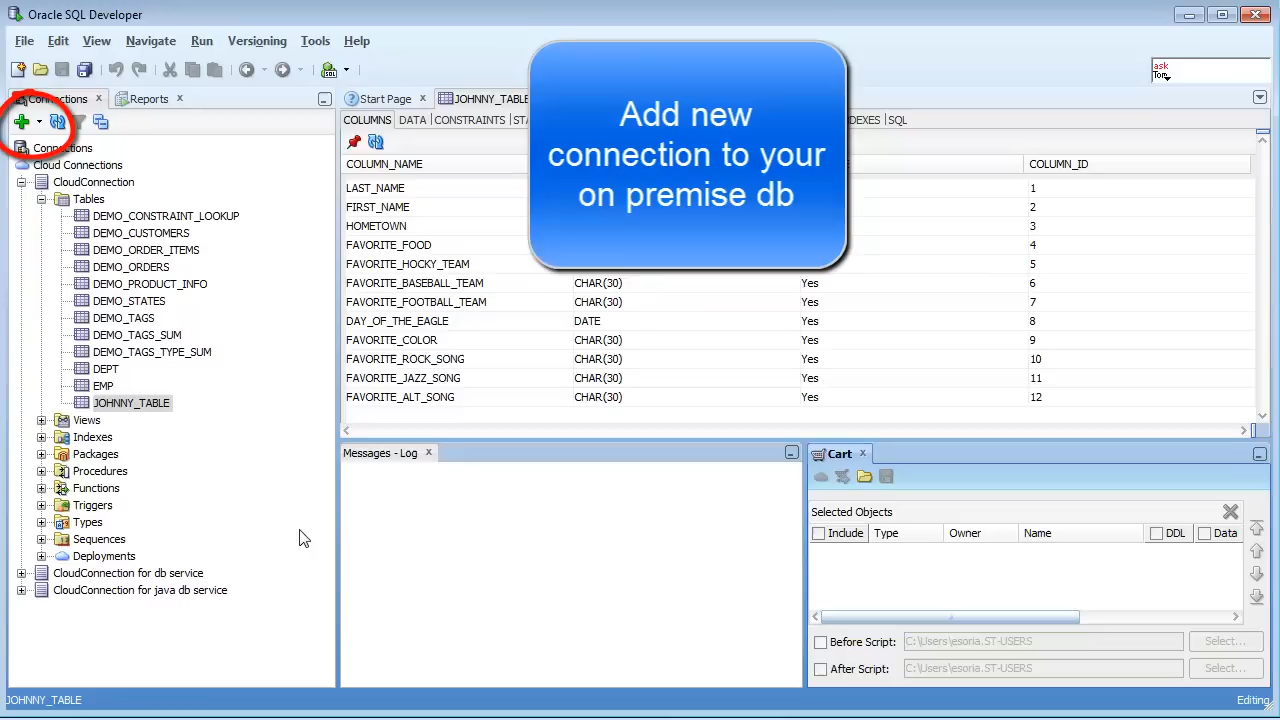 Oracle SQL Developer
File Edit View Navigate Run Versioning Tools Help
SQL
ask
Tom
Connections
Reports
Connections
Cloud Connections
CloudConnection
Tables
DEMO_CONSTRAINT_LOOKUP
DEMO_CUSTOMERS
DEMO_ORDER_ITEMS
DEMO_ORDERS
DEMO_PRODUCT_INFO
DEMO_STATES
DEMO_TAGS
DEMO_TAGS_SUM
DEMO_TAGS_TYPE_SUM
DEPT
EMP
JOHNNY_TABLE
Views
Indexes
Packages
Procedures
Functions
Triggers
Types
Sequences
Deployments
CloudConnection for db service
CloudConnection for java db service
Start Page JOHNNY_TABLE
COLUMNS DATA CONSTRAINTS STA DEXES SQL
Add new
connection to your
on premise db
COLUMN_NAME COLUMN_ID
LAST_NAME 1
FIRST_NAME 2
HOMETOWN 3
FAVORITE_FOOD 4
FAVORITE_HOCKY_TEAM 5
FAVORITE_BASEBALL_TEAM CHAR(30) Yes 6
FAVORITE_FOOTBALL_TEAM CHAR(30) Yes 7
DAY_OF_THE_EAGLE DATE Yes 8
FAVORITE_COLOR CHAR(30) Yes 9
FAVORITE_ROCK_SONG CHAR(30) Yes 10
FAVORITE_JAZZ_SONG CHAR(30) Yes 11
FAVORITE_ALT_SONG CHAR(30) Yes 12
Messages - Log
Cart
Selected Objects
Include Type Owner Name DDL Data
Before Script: C:\Users\esoria.ST-USERS Select...
After Script: C:\Users\esoria.ST-USERS Select...
JOHNNY_TABLE
Editing